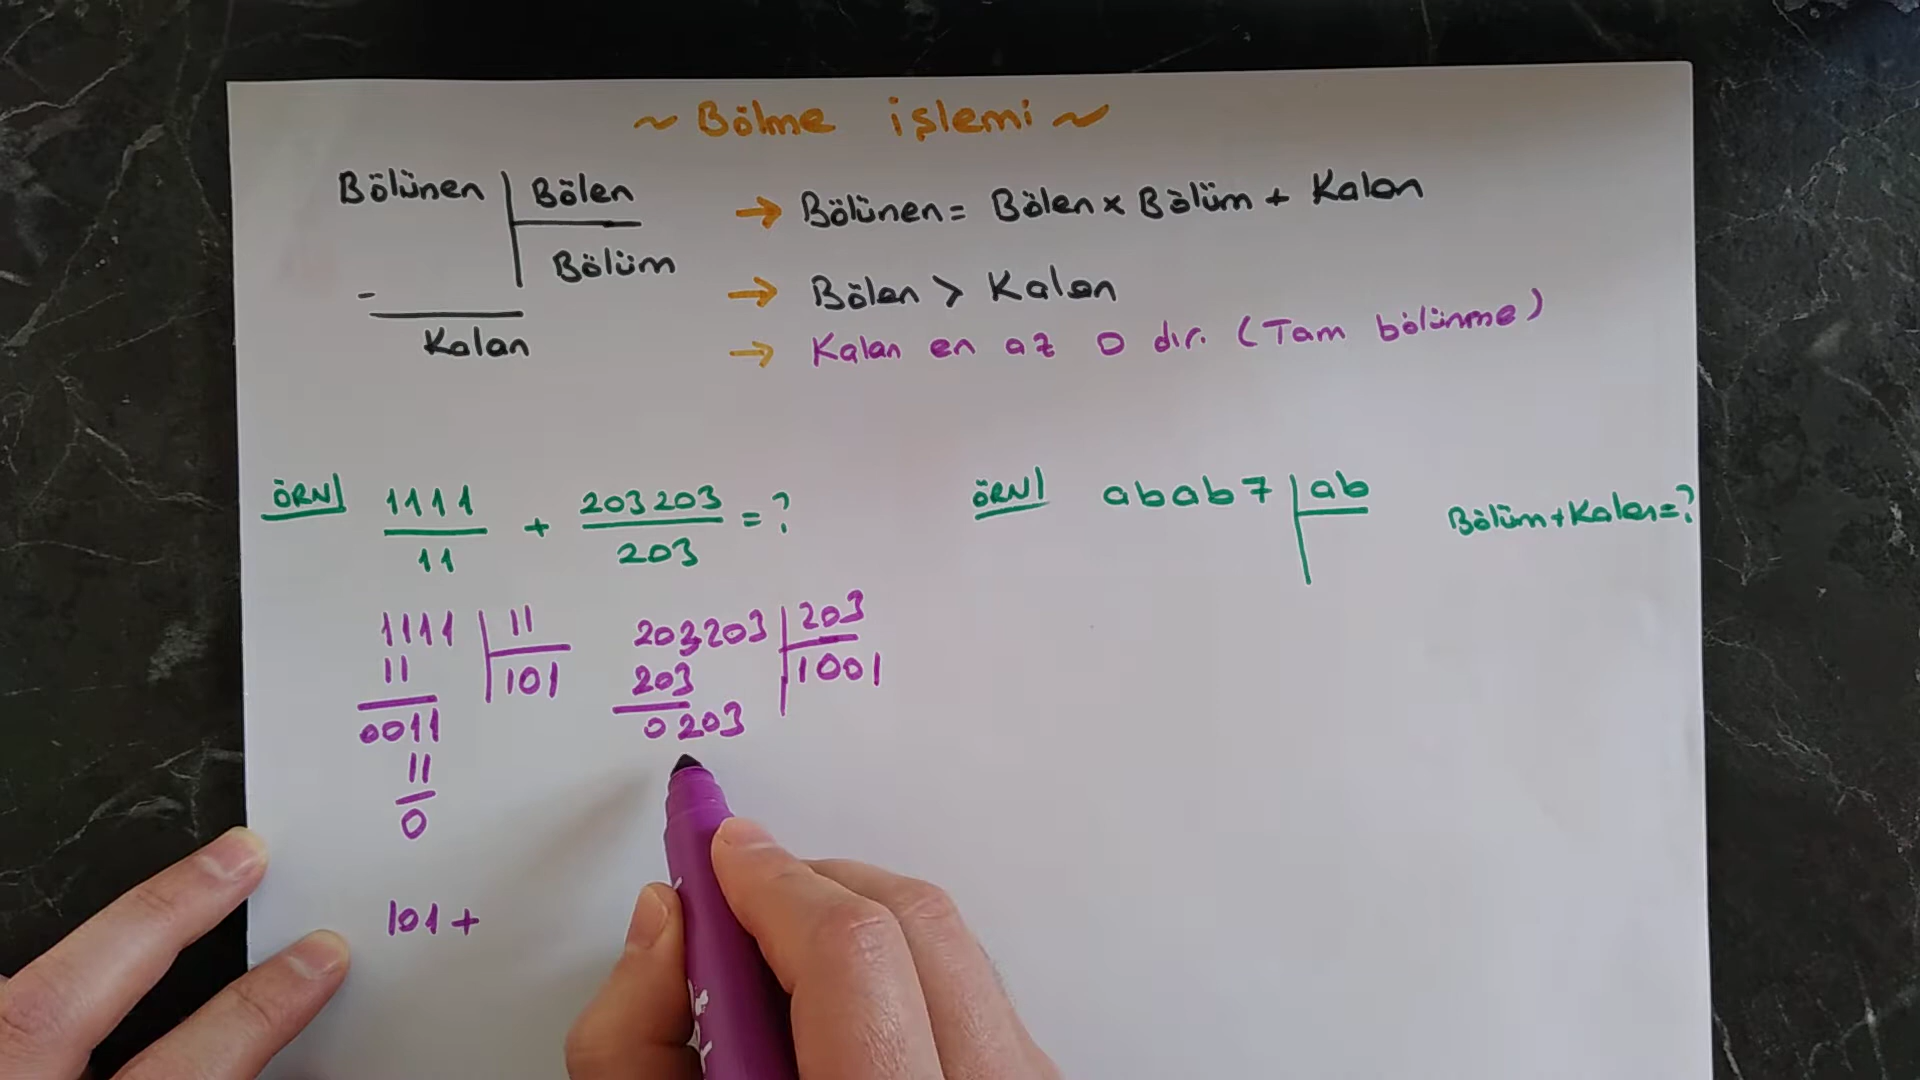 ~ Bölme işlemi ~
Bölünen | Bölen
Bölüm
-
Kalan
→ Bölünen = Bölen x Bölüm + Kalan
→ Bölen > Kalan
→ Kalan en az 0 dır. (Tam bölünme)
ÖRN 1111/11 + 203203/203 = ?
1111 | 11
11 101
0011
11
0
203203 | 203
203 1001
0203
101 +
ÖRN abab7 | ab
Bölüm+Kalan=?